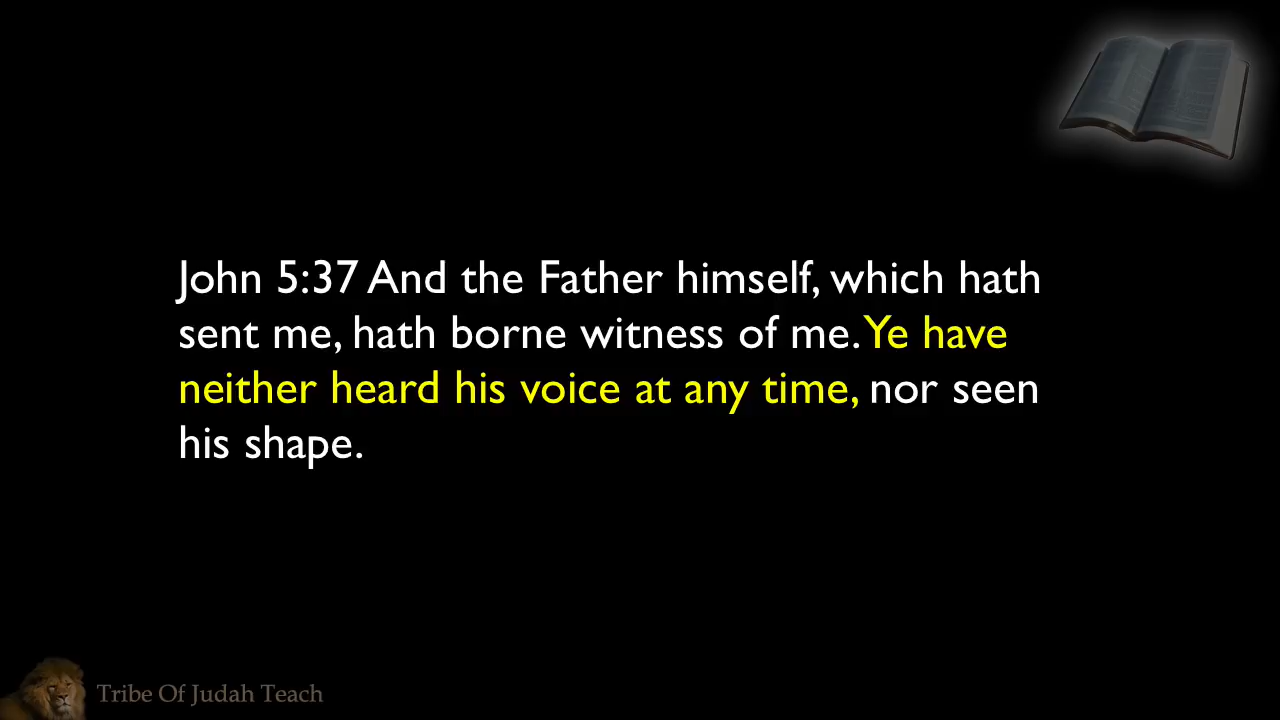 John 5:37 And the Father himself, which hath
sent me, hath borne witness of me. Ye have
neither heard his voice at any time, nor seen
his shape.
Tribe Of Judah Teach